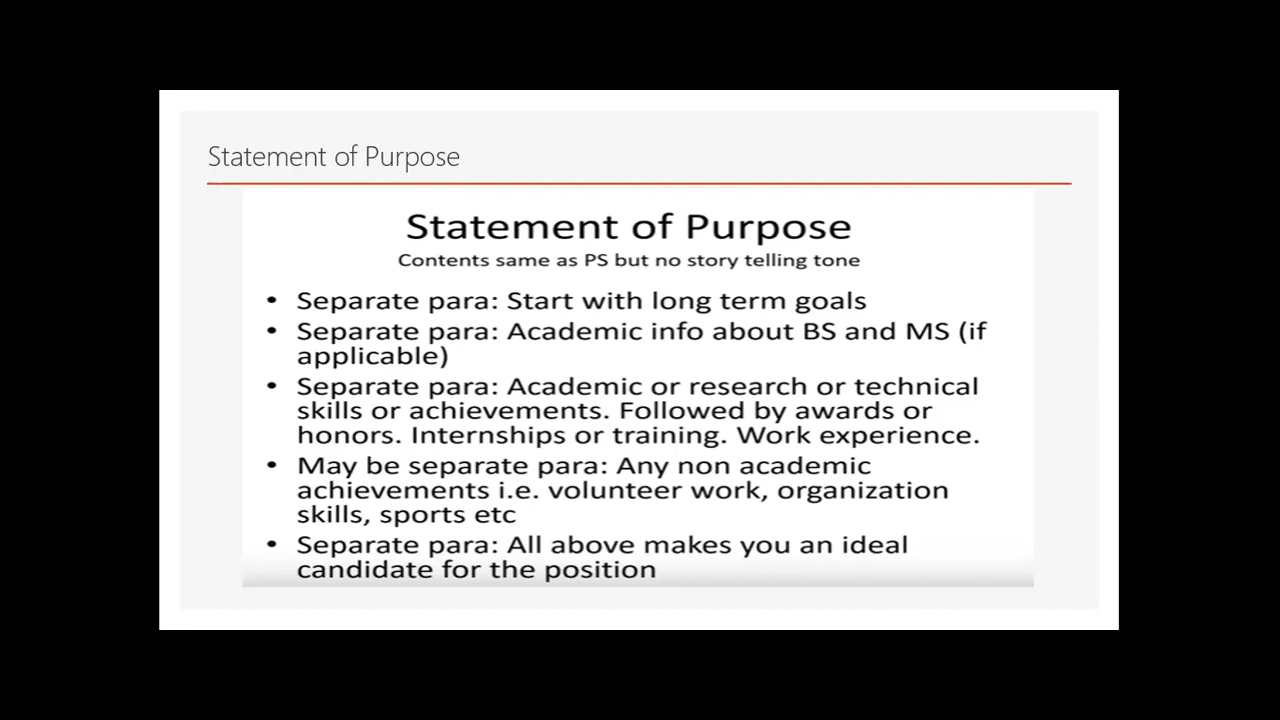 Statement of Purpose
Statement of Purpose
Contents same as PS but no story telling tone
• Separate para: Start with long term goals
• Separate para: Academic info about BS and MS (if
applicable)
• Separate para: Academic or research or technical
skills or achievements. Followed by awards or
honors. Internships or training. Work experience.
• May be separate para: Any non academic
achievements i.e. volunteer work, organization
skills, sports etc
• Separate para: All above makes you an ideal
candidate for the position